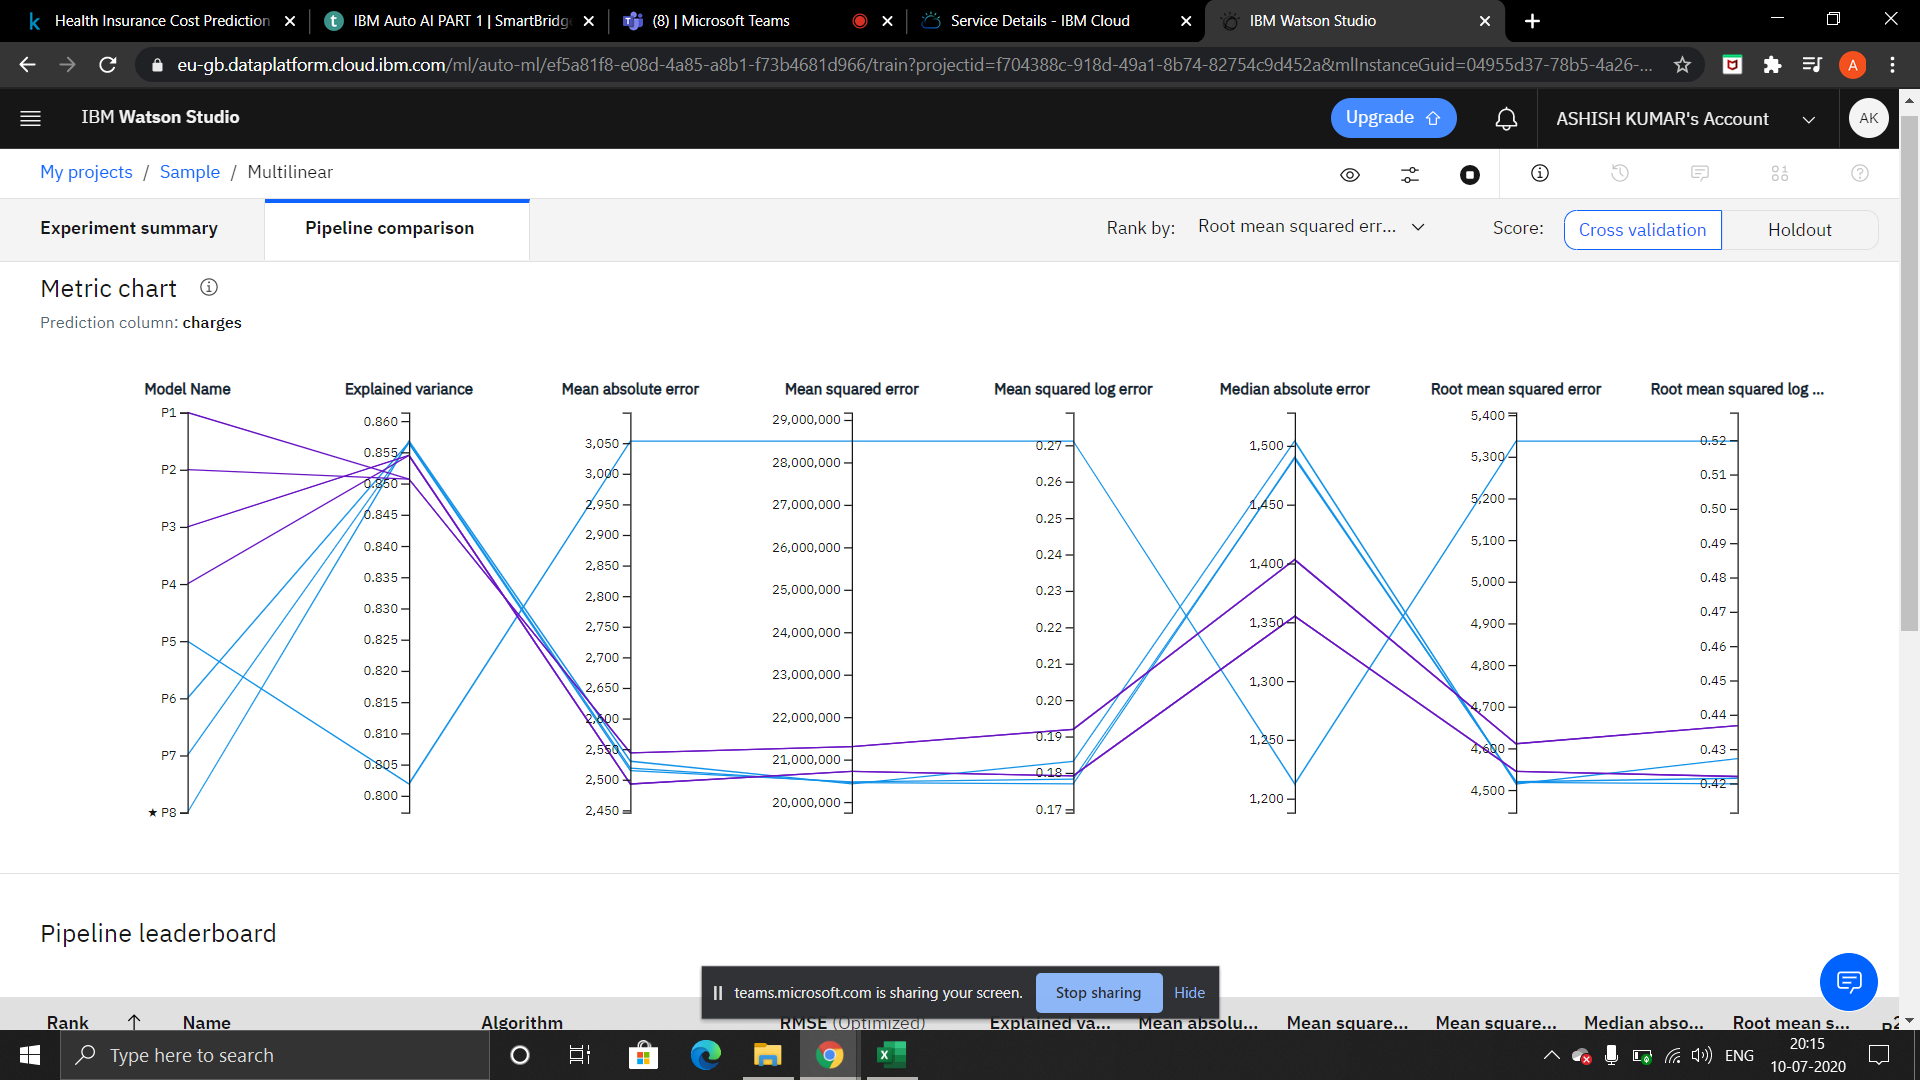 Health Insurance Cost Prediction
IBM Auto AI PART 1 | SmartBridge
(8) | Microsoft Teams
Service Details - IBM Cloud
IBM Watson Studio
eu-gb.dataplatform.cloud.ibm.com/ml/auto-ml/ef5a81f8-e08d-4a85-a8b1-f73b4681d966/train?projectid=f704388c-918d-49a1-8b74-82754c9d452a&mlInstanceGuid=04955d37-78b5-4a26-...
A
IBM Watson Studio
Upgrade
ASHISH KUMAR's Account
AK
My projects / Sample / Multilinear
Experiment summary
Pipeline comparison
Rank by: Root mean squared err...
Score: Cross validation Holdout
Metric chart
Prediction column: charges
Model Name
P1
P2
P3
P4
P5
P6
P7
★ P8
Explained variance
0.860
0.855
0.850
0.845
0.840
0.835
0.830
0.825
0.820
0.815
0.810
0.805
0.800
Mean absolute error
3,050
3,000
2,950
2,900
2,850
2,800
2,750
2,700
2,650
2,600
2,550
2,500
2,450
Mean squared error
29,000,000
28,000,000
27,000,000
26,000,000
25,000,000
24,000,000
23,000,000
22,000,000
21,000,000
20,000,000
Mean squared log error
0.27
0.26
0.25
0.24
0.23
0.22
0.21
0.20
0.19
0.18
0.17
Median absolute error
1,500
1,450
1,400
1,350
1,300
1,250
1,200
Root mean squared error
5,400
5,300
5,200
5,100
5,000
4,900
4,800
4,700
4,600
4,500
Root mean squared log ...
0.52
0.51
0.50
0.49
0.48
0.47
0.46
0.45
0.44
0.43
0.42
Pipeline leaderboard
teams.microsoft.com is sharing your screen. Stop sharing Hide
Rank Name Algorithm RMSE (Optimized) Explained va... Mean absolu... Mean square... Mean square... Median abso... Root mean s... R2
Type here to search
ENG
20:15
10-07-2020